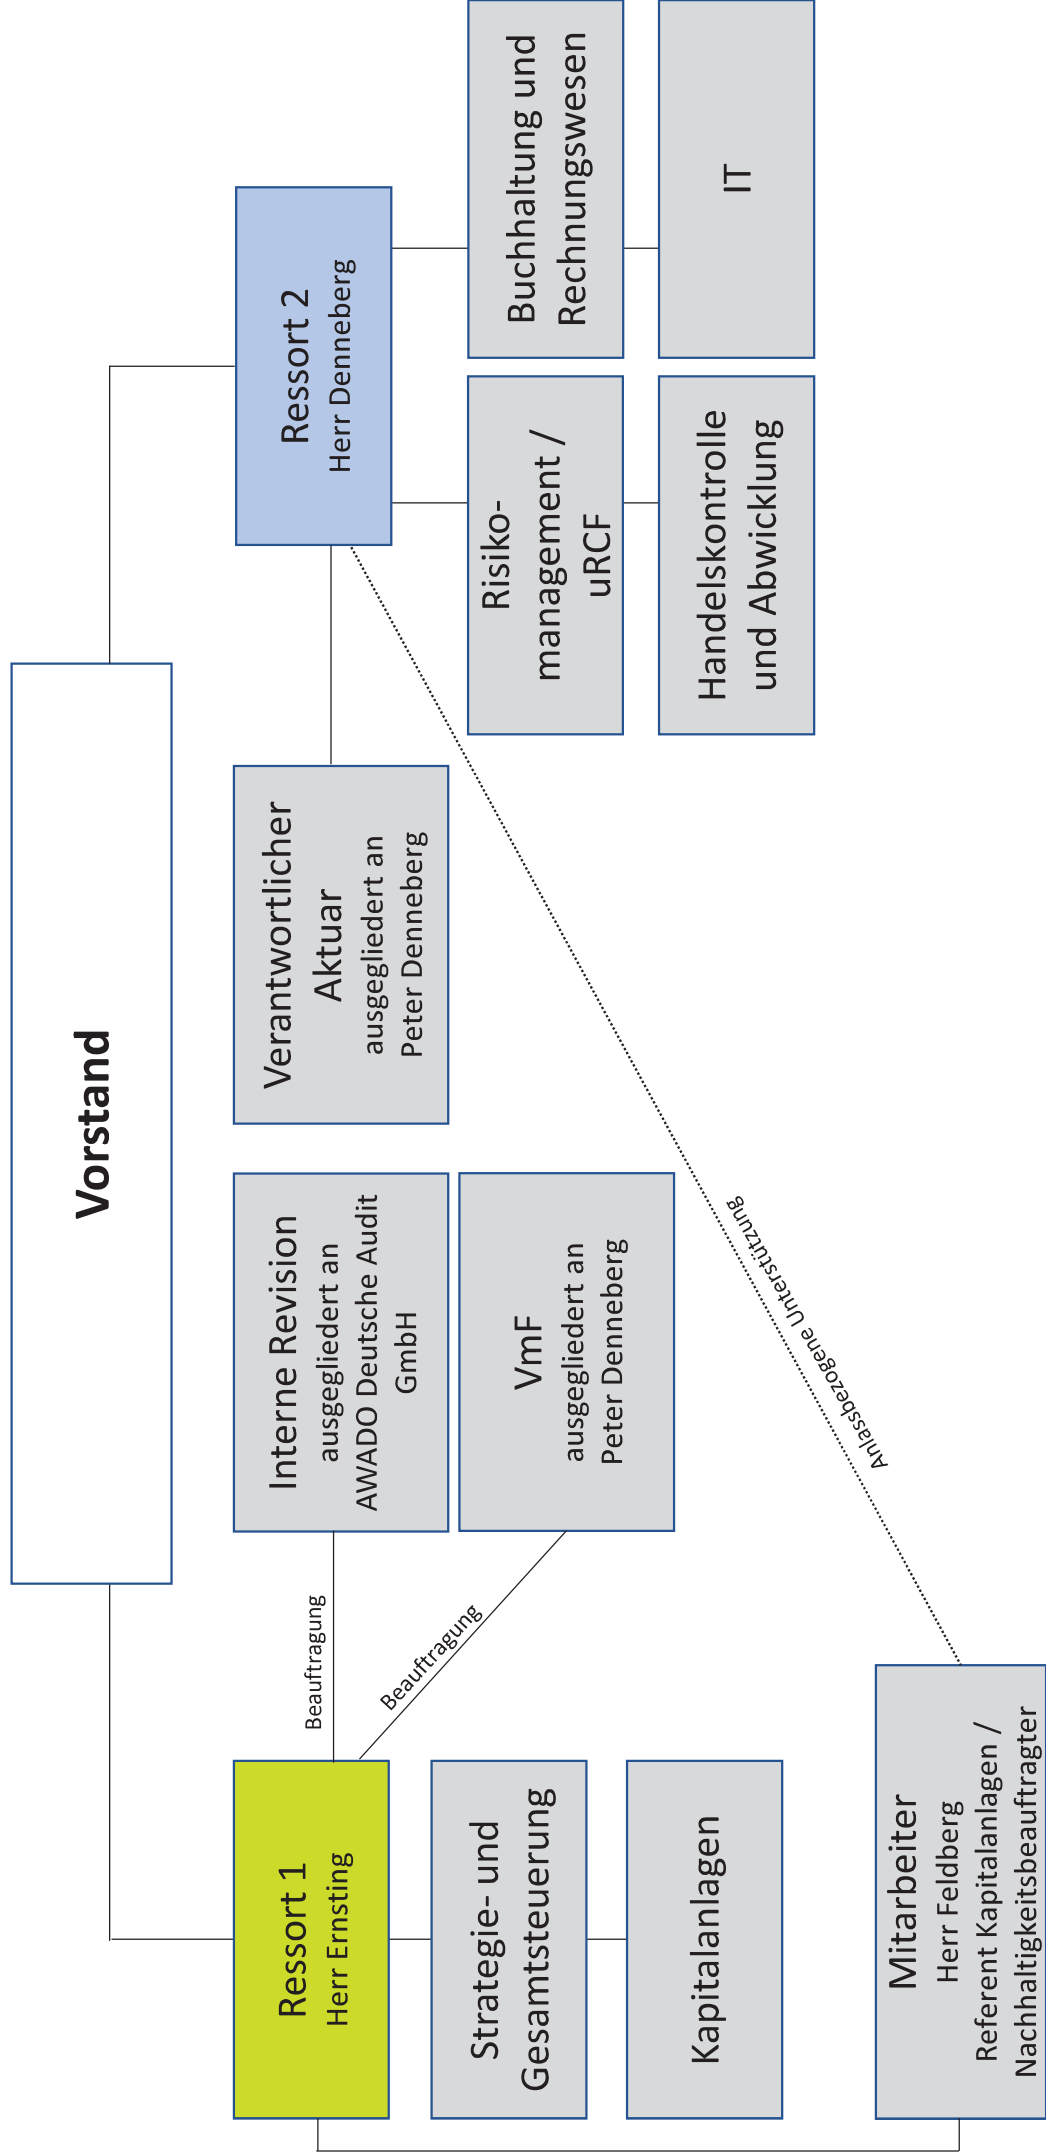 Vorstand
Ressort 1
Herr Ernsting
Beauftragung
Beauftragung
Interne Revision
ausgegliedert an
AWADO Deutsche Audit
GmbH
Verantwortlicher
Aktuar
ausgegliedert an
Peter Denneberg
Ressort 2
Herr Denneberg
Strategie- und
Gesamtsteuerung
VmF
ausgegliedert an
Peter Denneberg
Risiko-
management /
uRCF
Buchhaltung und
Rechnungswesen
Kapitalanlagen
Handelskontrolle
und Abwicklung
IT
Anlassbezogene Unterstützung
Mitarbeiter
Herr Feldberg
Referent Kapitalanlagen /
Nachhaltigkeitsbeauftragter